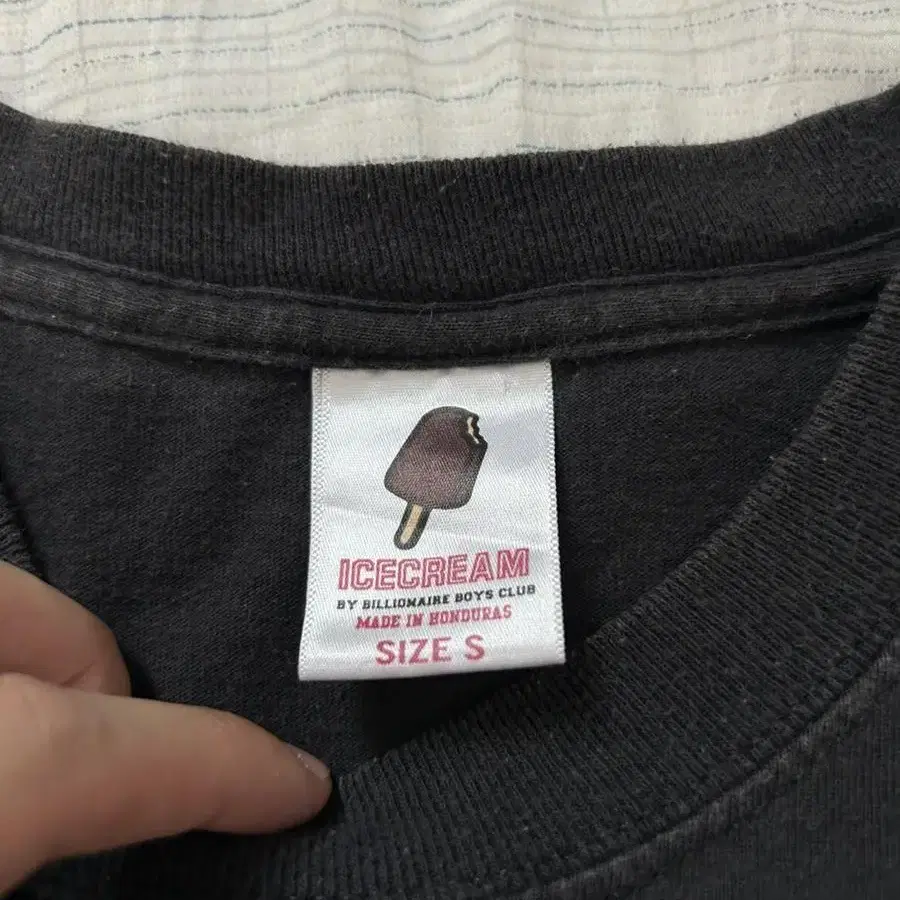 ICECREAM
BY BILLIONAIRE BOYS CLUB
MADE IN HONDURAS
SIZE S